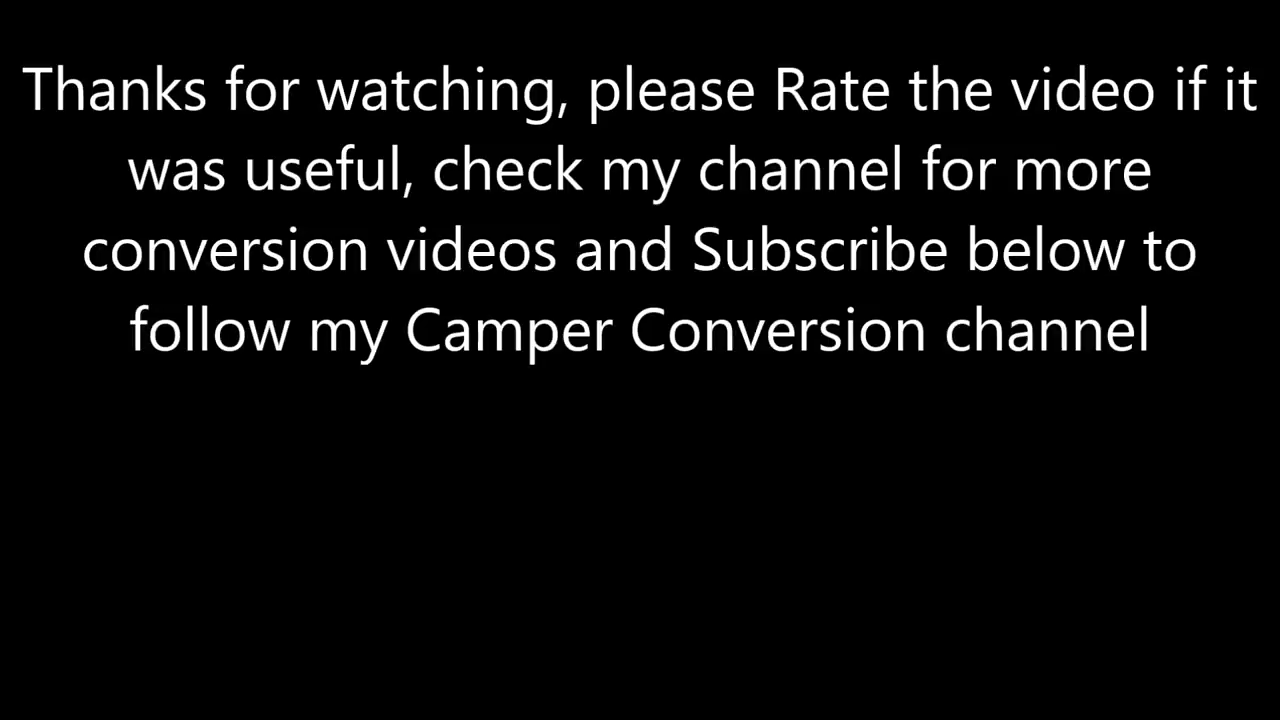 Thanks for watching, please Rate the video if it
was useful, check my channel for more
conversion videos and Subscribe below to
follow my Camper Conversion channel